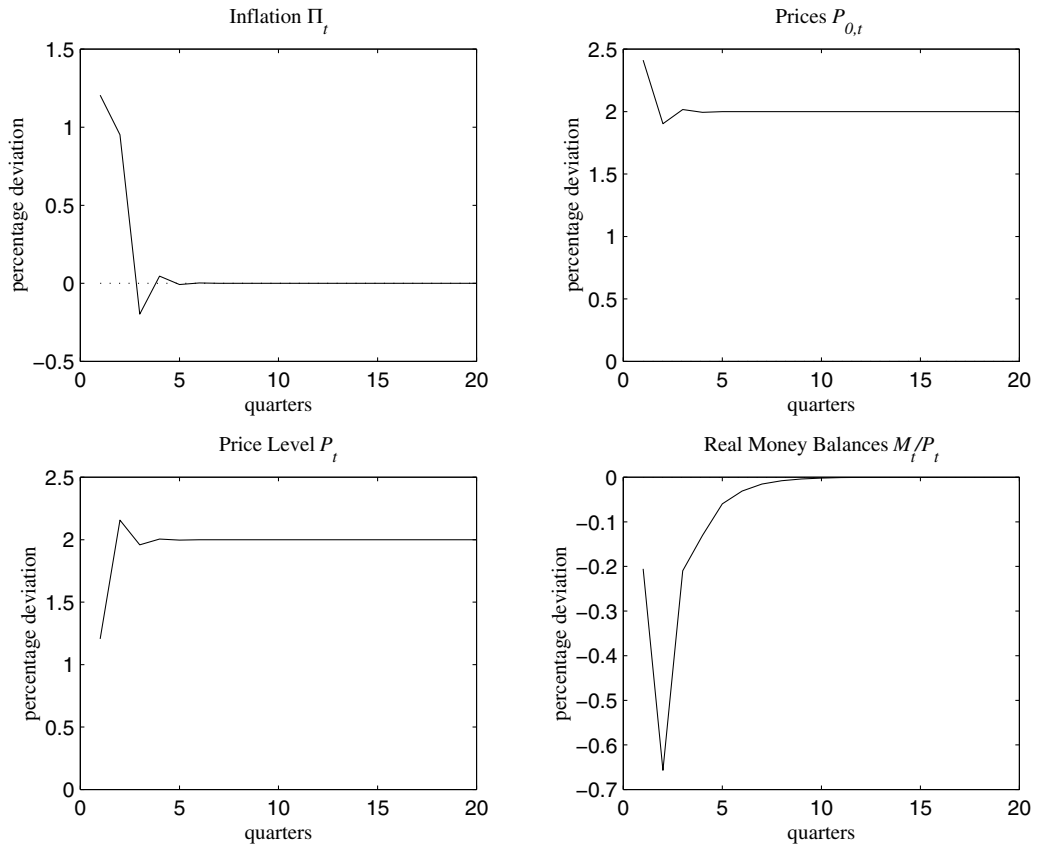 Inflation Π_t
1.5
1
0.5
0
−0.5
0 5 10 15 20
percentage deviation
quarters
Prices P_{0,t}
2.5
2
1.5
1
0.5
0
0 5 10 15 20
percentage deviation
quarters
Price Level P_t
2.5
2
1.5
1
0.5
0
0 5 10 15 20
percentage deviation
quarters
Real Money Balances M_t/P_t
0
−0.1
−0.2
−0.3
−0.4
−0.5
−0.6
−0.7
0 5 10 15 20
percentage deviation
quarters